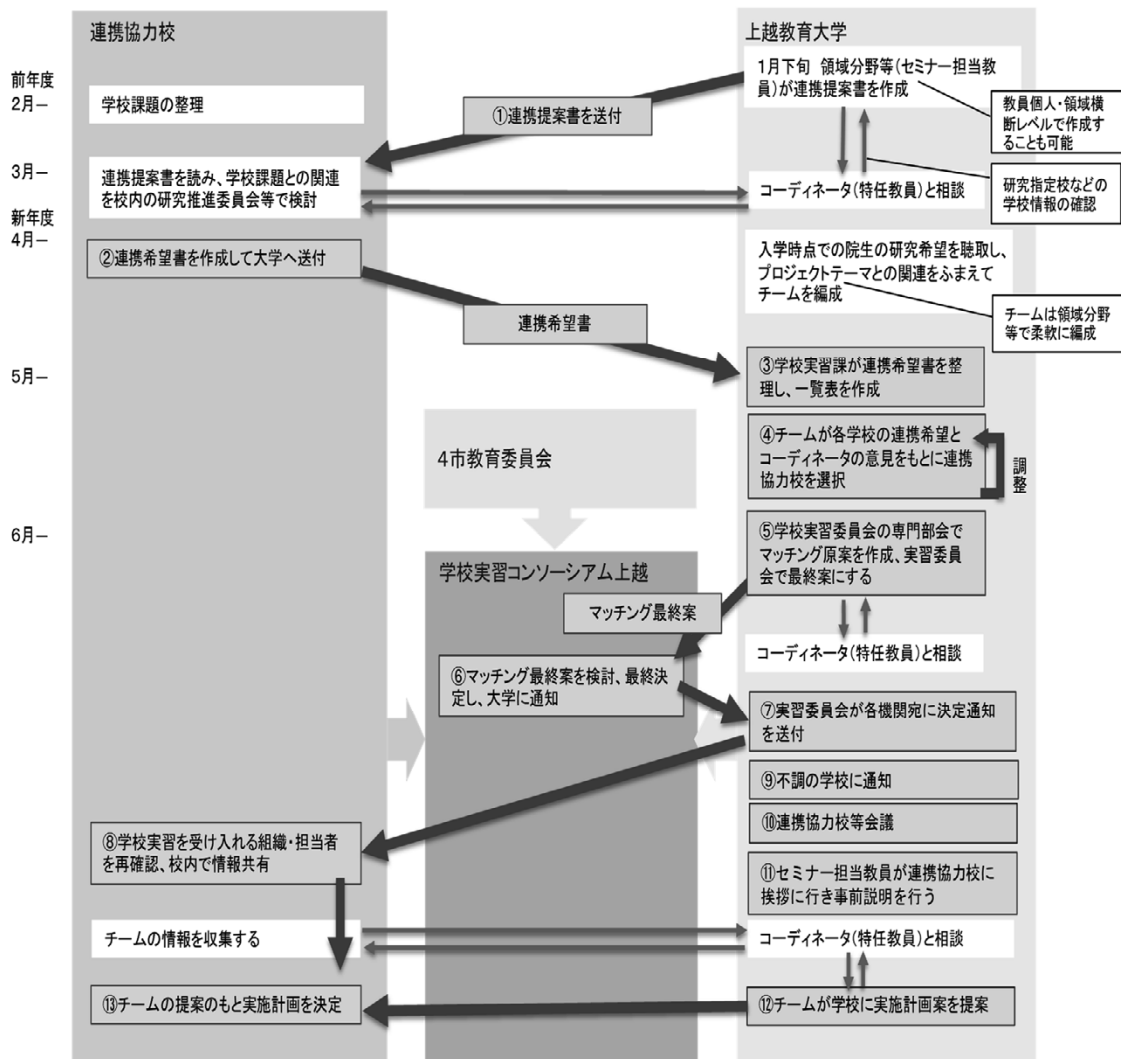 連携協力校
上越教育大学
前年度
2月―
3月―
新年度
4月―
5月―
6月―
学校課題の整理
1月下旬 領域分野等(セミナー担当教
員)が連携提案書を作成
教員個人・領域横
断レベルで作成す
ることも可能
①連携提案書を送付
連携提案書を読み、学校課題との関連
を校内の研究推進委員会等で検討
コーディネータ(特任教員)と相談
研究指定校などの
学校情報の確認
②連携希望書を作成して大学へ送付
入学時点での院生の研究希望を聴取し、
プロジェクトテーマとの関連をふまえて
チームを編成
チームは領域分野
等で柔軟に編成
連携希望書
③学校実習課が連携希望書を整
理し、一覧表を作成
4市教育委員会
④チームが各学校の連携希望と
コーディネータの意見をもとに連携
協力校を選択
調整
⑤学校実習委員会の専門部会で
マッチング原案を作成、実習委員
会で最終案にする
学校実習コンソーシアム上越
マッチング最終案
コーディネータ(特任教員)と相談
⑥マッチング最終案を検討、最終決
定し、大学に通知
⑦実習委員会が各機関宛に決定通知
を送付
⑨不調の学校に通知
⑩連携協力校等会議
⑧学校実習を受け入れる組織・担当者
を再確認、校内で情報共有
⑪セミナー担当教員が連携協力校に
挨拶に行き事前説明を行う
チームの情報を収集する
コーディネータ(特任教員)と相談
⑬チームの提案のもと実施計画を決定
⑫チームが学校に実施計画案を提案